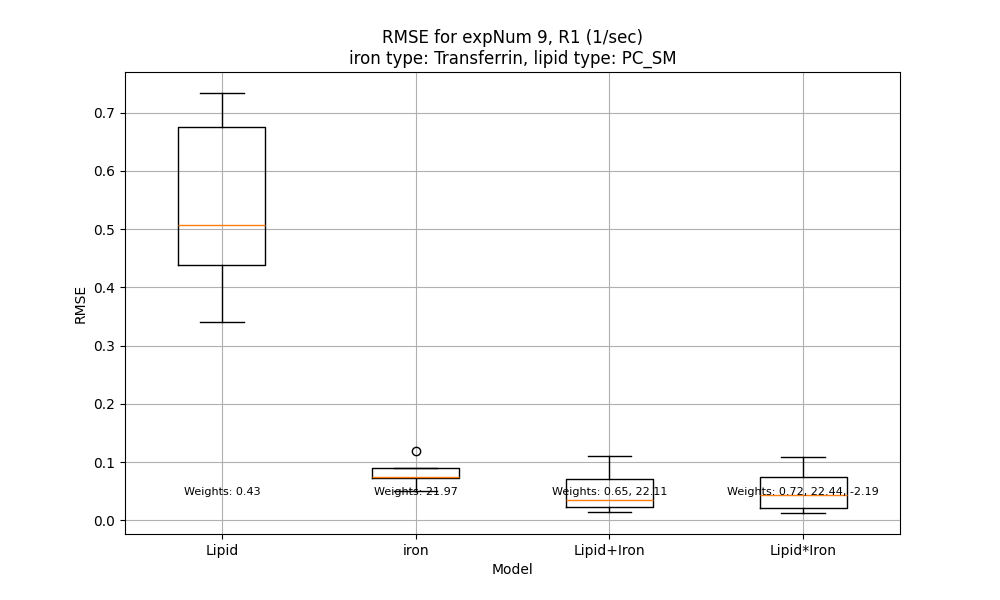 RMSE for expNum 9, R1 (1/sec)
iron type: Transferrin, lipid type: PC_SM
RMSE
0.7
0.6
0.5
0.4
0.3
0.2
0.1
0.0
Weights: 0.43
Weights: 21.97
Weights: 0.65, 22.11
Weights: 0.72, 22.44, -2.19
Lipid
iron
Lipid+Iron
Lipid*Iron
Model